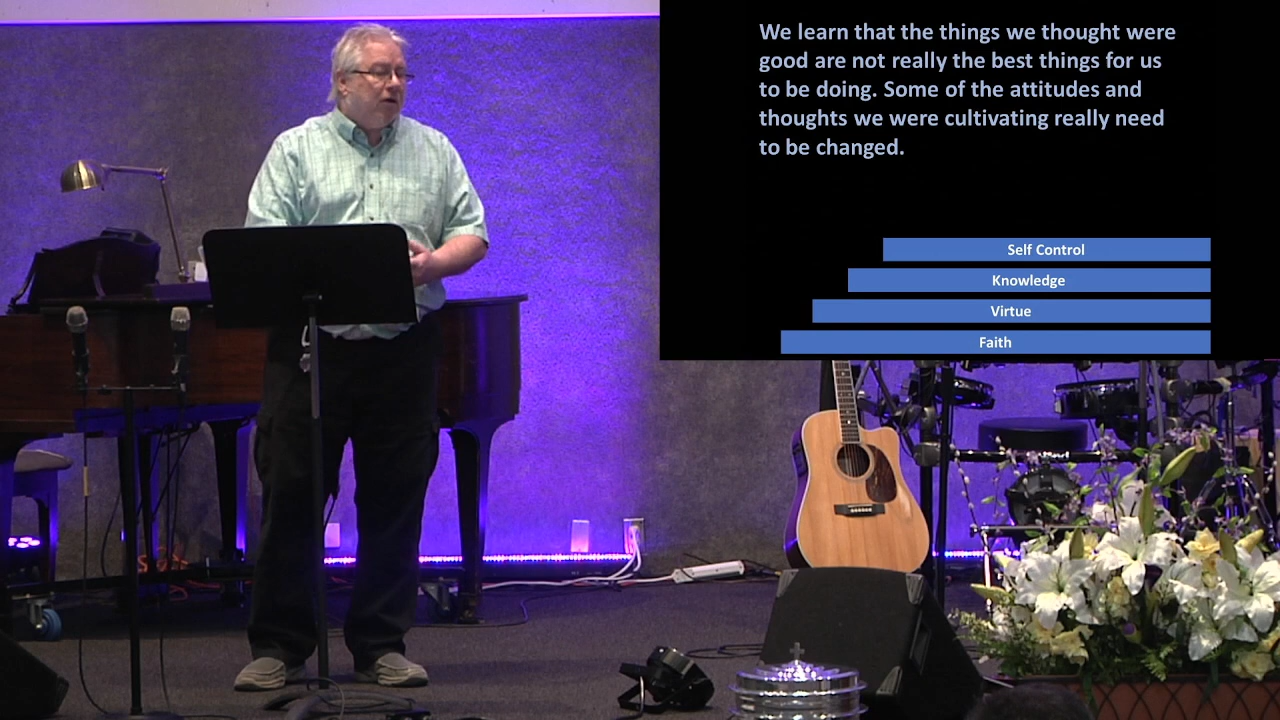 We learn that the things we thought were
good are not really the best things for us
to be doing. Some of the attitudes and
thoughts we were cultivating really need
to be changed.
Self Control
Knowledge
Virtue
Faith